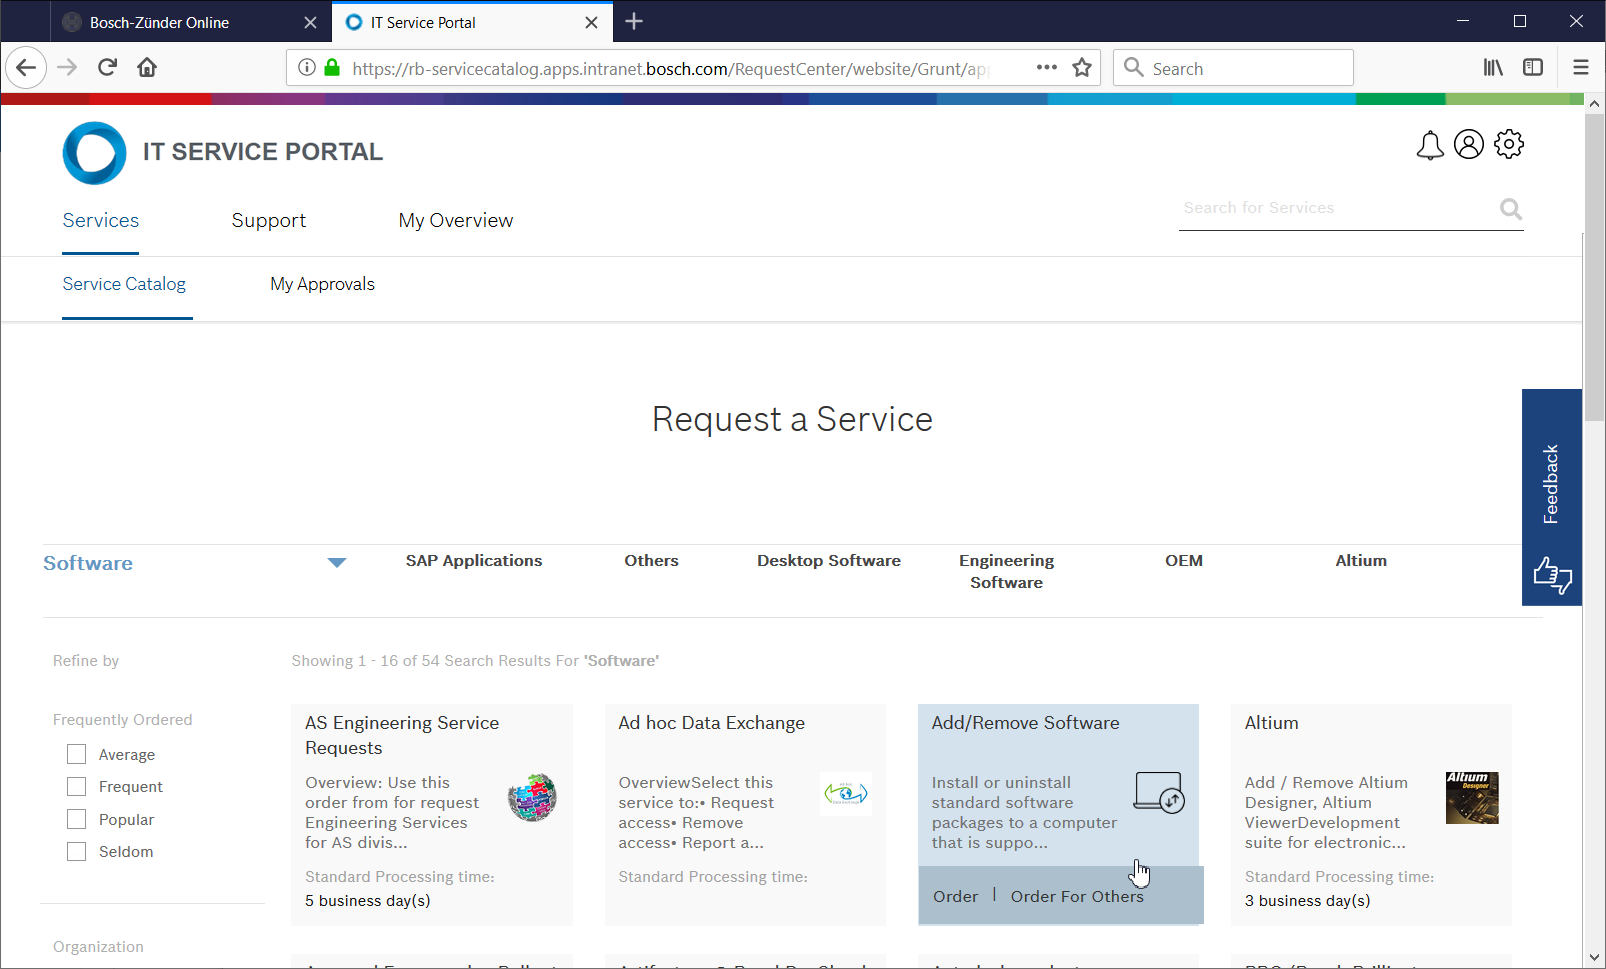 Bosch-Zünder Online
IT Service Portal
https://rb-servicecatalog.apps.intranet.bosch.com/RequestCenter/website/Grunt/app
Search
IT SERVICE PORTAL
Services
Support
My Overview
Search for Services
Service Catalog
My Approvals
Request a Service
Feedback
Software
SAP Applications
Others
Desktop Software
Engineering
Software
OEM
Altium
Refine by
Showing 1 - 16 of 54 Search Results For 'Software'
Frequently Ordered
Average
Frequent
Popular
Seldom
Organization
AS Engineering Service
Requests
Overview: Use this
order from for request
Engineering Services
for AS divis...
Standard Processing time:
5 business day(s)
Ad hoc Data Exchange
OverviewSelect this
service to:• Request
access• Remove
access• Report a...
Standard Processing time:
Add/Remove Software
Install or uninstall
standard software
packages to a computer
that is suppo...
Order | Order For Others
Altium
Add / Remove Altium
Designer, Altium
ViewerDevelopment
suite for electronic...
Altium
Designer
Standard Processing time:
3 business day(s)